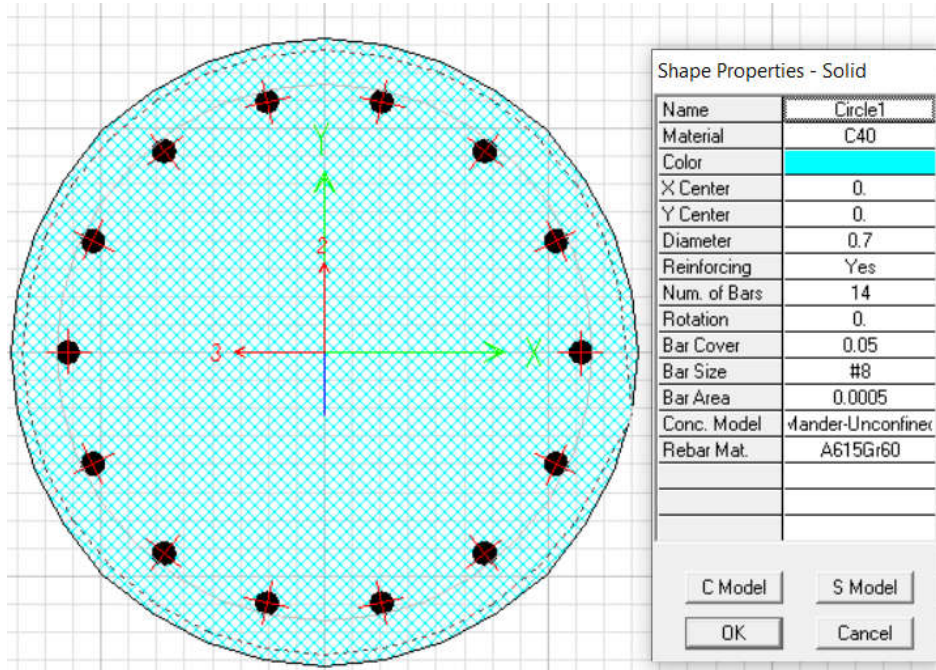 Y
2
3
X
Shape Properties - Solid
Name Circle1
Material C40
Color
X Center 0.
Y Center 0.
Diameter 0.7
Reinforcing Yes
Num. of Bars 14
Rotation 0.
Bar Cover 0.05
Bar Size #8
Bar Area 0.0005
Conc. Model Mander-Unconfined
Rebar Mat. A615Gr60
C Model S Model
OK Cancel